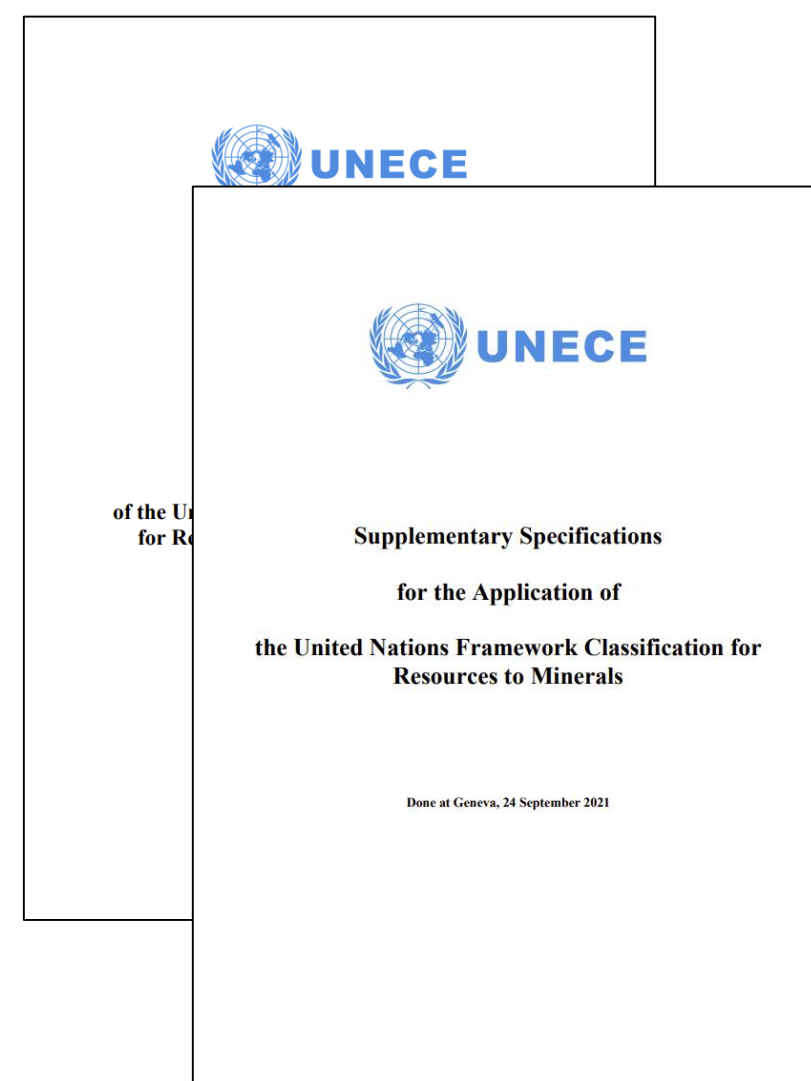 UNECE
of the
for
UNECE
Supplementary Specifications
for the Application of
the United Nations Framework Classification for
Resources to Minerals
Done at Geneva, 24 September 2021